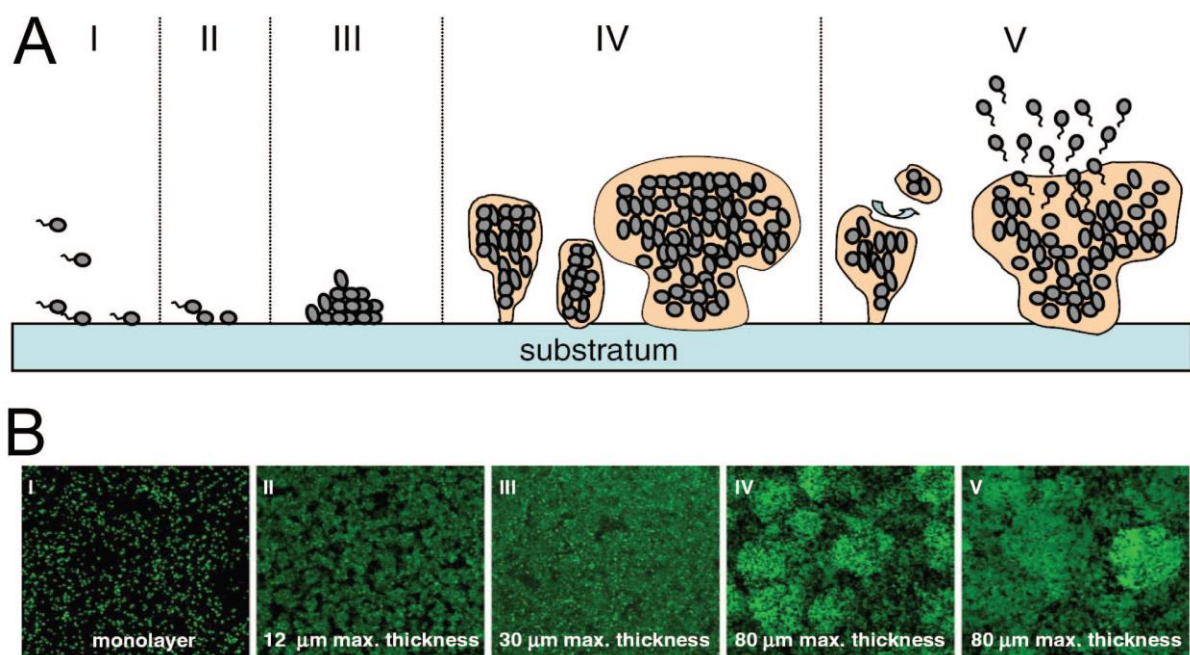 A
I II III IV V
substratum
B
I II III IV V
monolayer 12 μm max. thickness 30 μm max. thickness 80 μm max. thickness 80 μm max. thickness